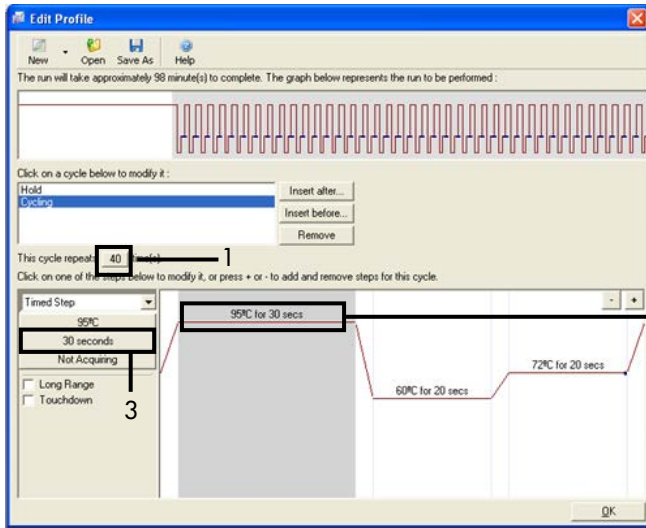 Edit Profile
New Open Save As Help
The run will take approximately 98 minute(s) to complete. The graph below represents the run to be performed :
Click on a cycle below to modify it :
Hold
Cycling
Insert after...
Insert before...
Remove
This cycle repeats 40 time(s).
1
Click on one of the steps below to modify it, or press + or - to add and remove steps for this cycle.
Timed Step
95ºC
30 seconds
Not Acquiring
Long Range
Touchdown
3
95ºC for 30 secs
- +
60ºC for 20 secs
72ºC for 20 secs
OK